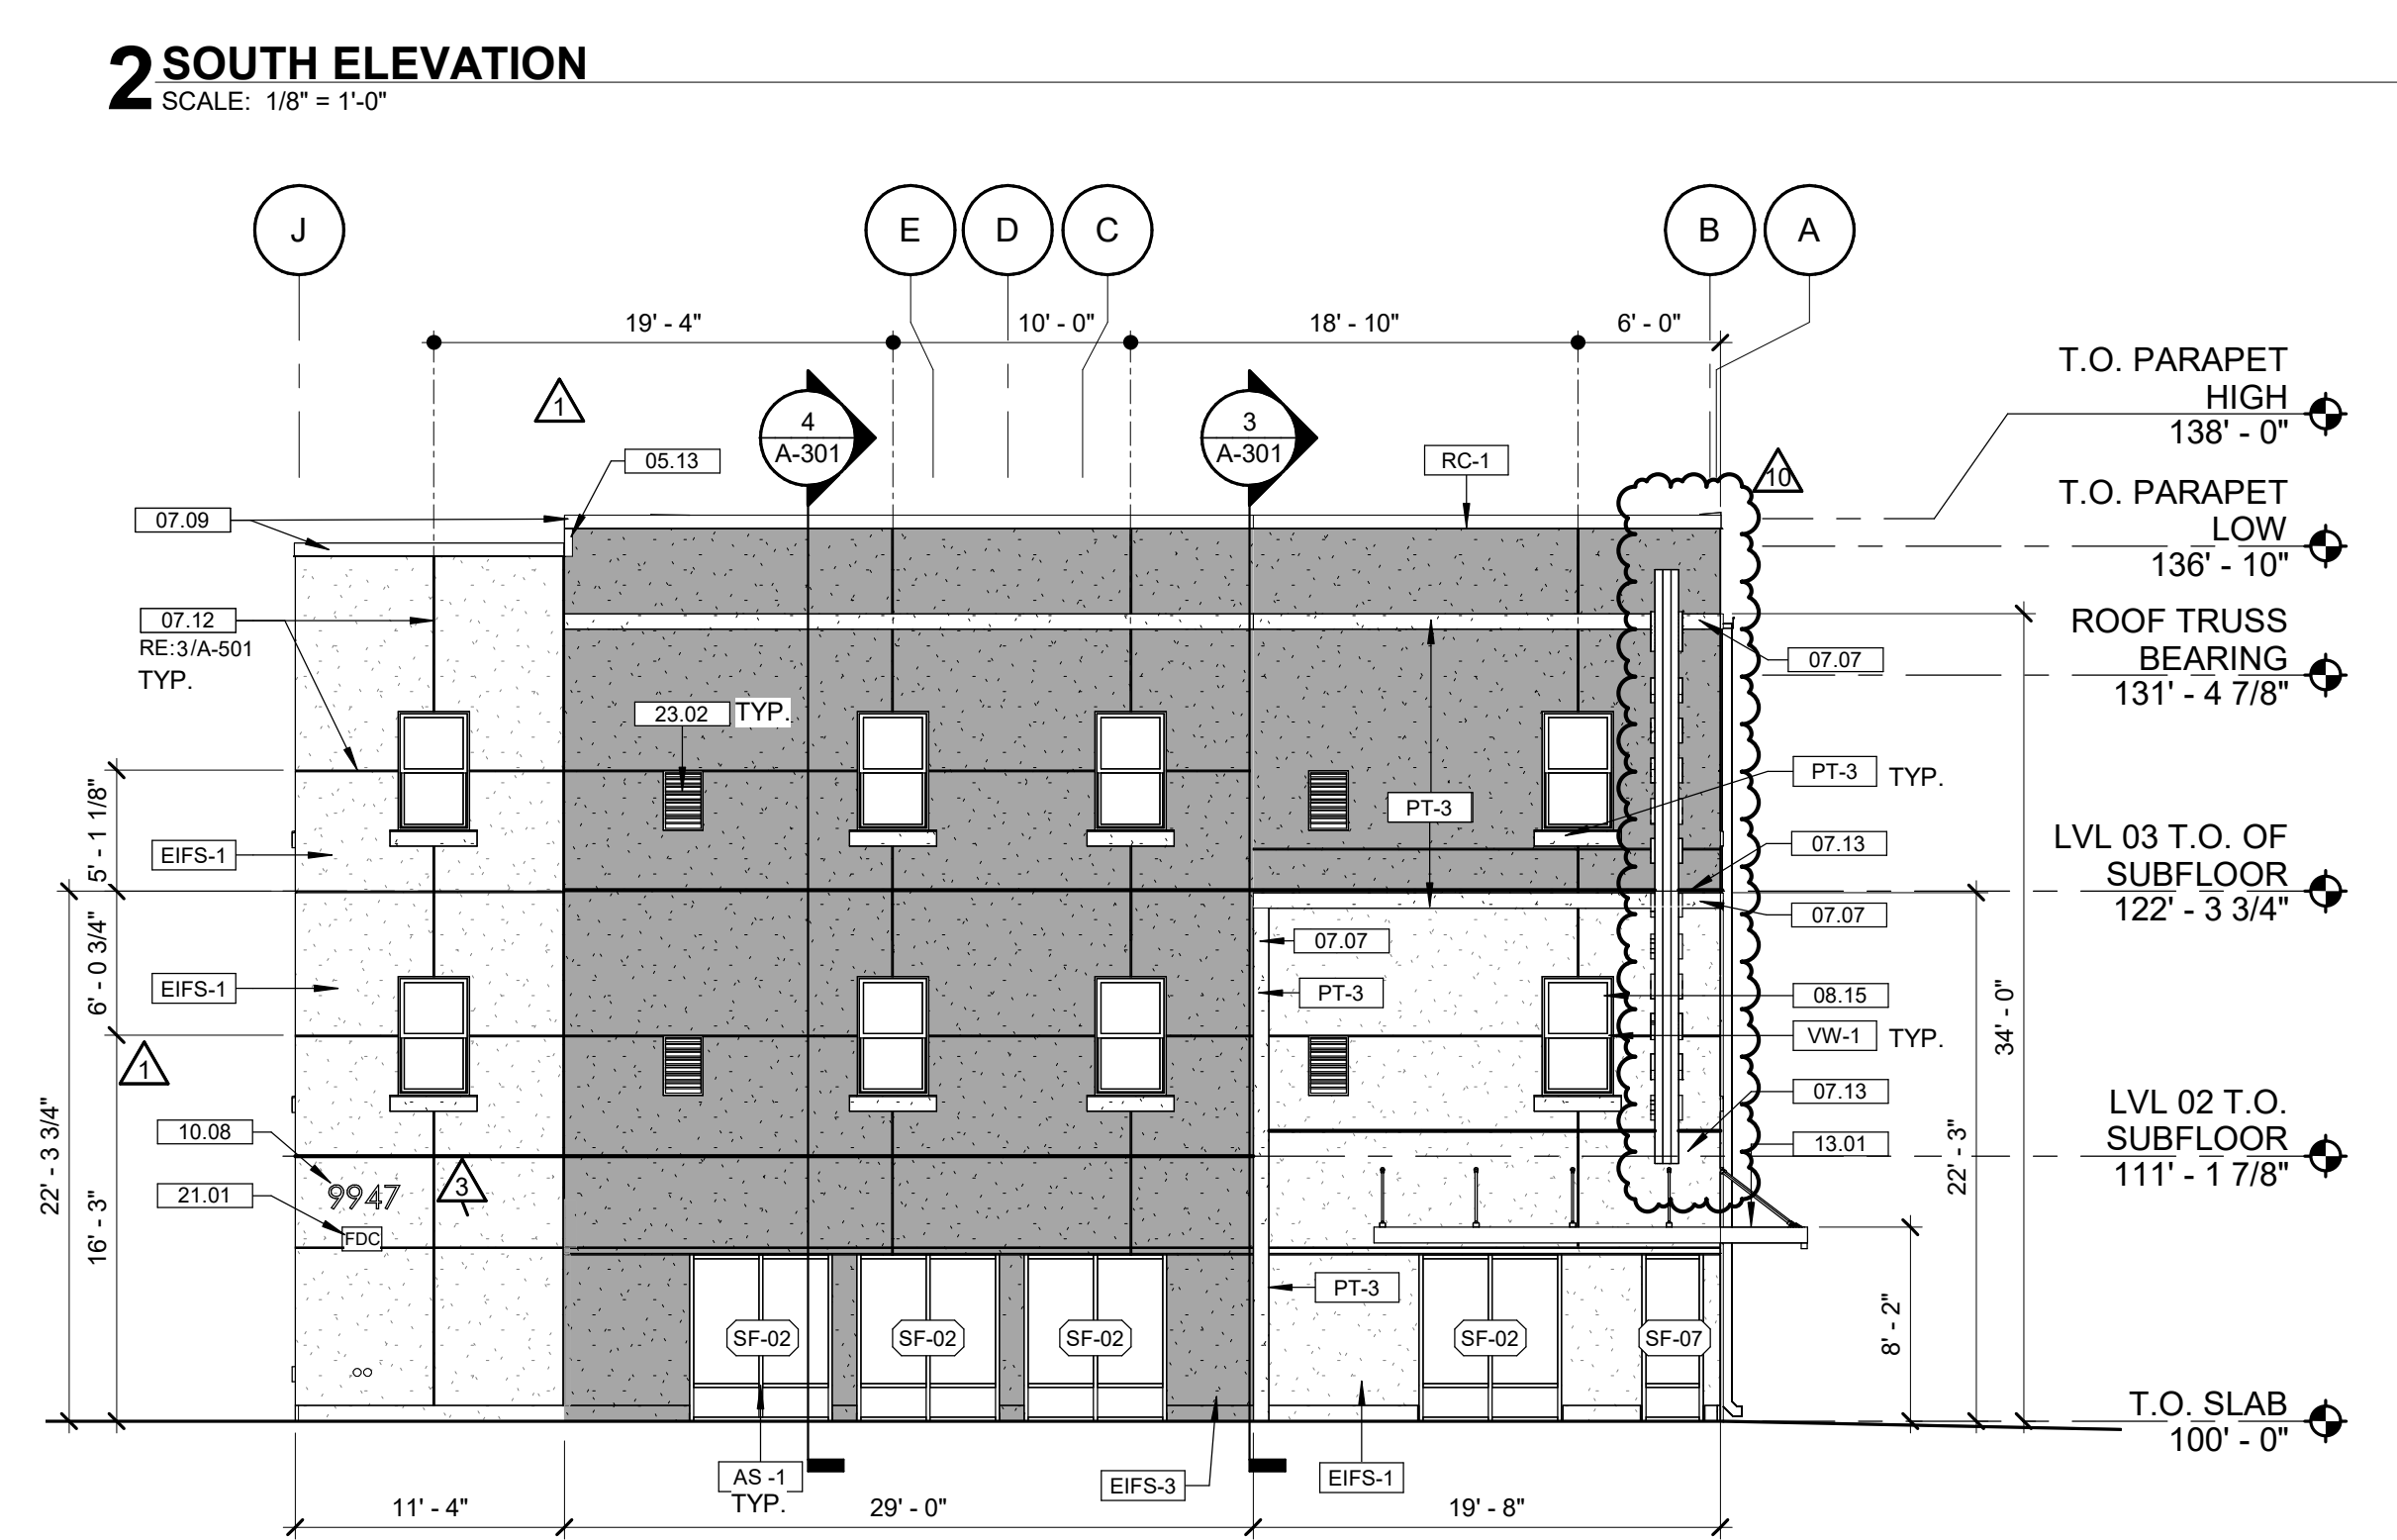 2 SOUTH ELEVATION
SCALE: 1/8" = 1'-0"
J
E
D
C
B
A
19' - 4"
10' - 0"
18' - 10"
6' - 0"
T.O. PARAPET
HIGH
138' - 0"
1
4
A-301
3
A-301
05.13
RC-1
10
T.O. PARAPET
LOW
136' - 10"
07.09
07.12
RE:3/A-501
TYP.
ROOF TRUSS
BEARING
131' - 4 7/8"
07.07
23.02 TYP.
PT-3 TYP.
PT-3
5' - 1 1/8"
EIFS-1
07.13
LVL 03 T.O. OF
SUBFLOOR
122' - 3 3/4"
07.07
07.07
6' - 0 3/4"
EIFS-1
PT-3
08.15
VW-1 TYP.
34' - 0"
1
07.13
10.08
13.01
LVL 02 T.O.
SUBFLOOR
111' - 1 7/8"
22' - 3 3/4"
16' - 3"
22' - 3"
21.01
9947
3
FDC
PT-3
8' - 2"
SF-02
SF-02
SF-02
SF-02
SF-07
T.O. SLAB
100' - 0"
AS -1
TYP.
EIFS-3
EIFS-1
11' - 4"
29' - 0"
19' - 8"